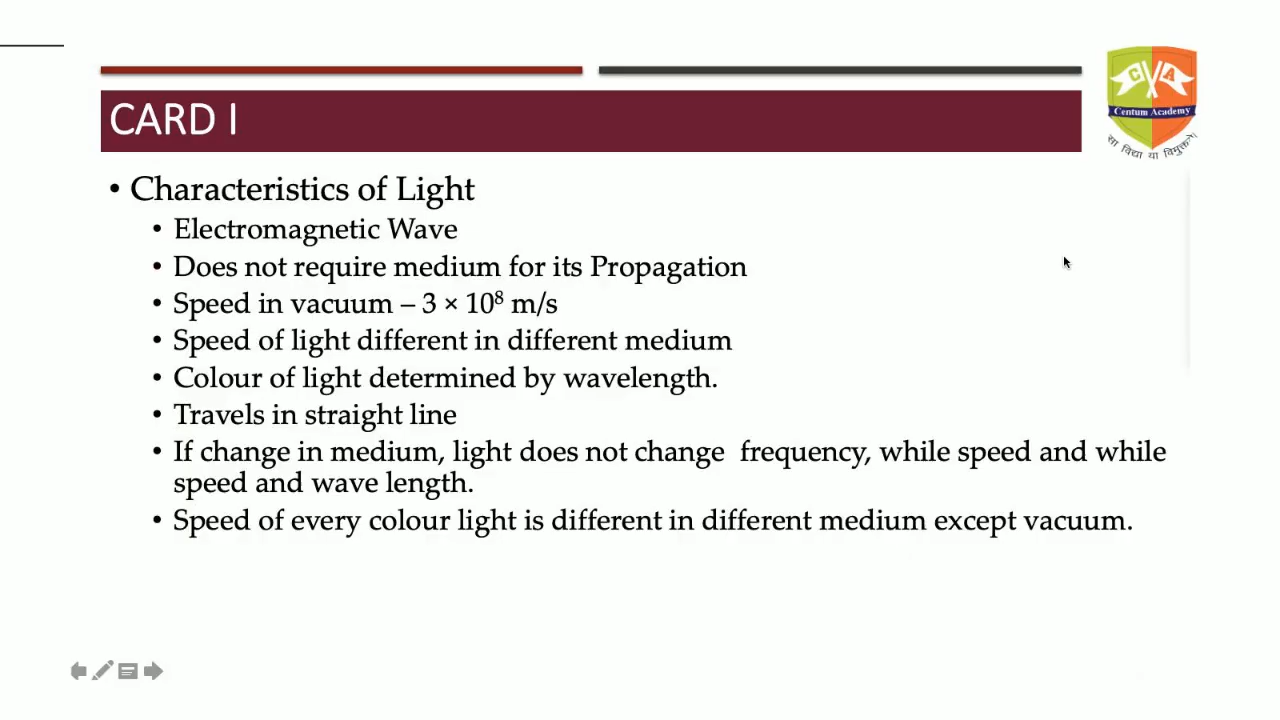 CARD I
C A
Centum Academy
सा विद्या या विमुक्तये
• Characteristics of Light
• Electromagnetic Wave
• Does not require medium for its Propagation
• Speed in vacuum – 3 × 10⁸ m/s
• Speed of light different in different medium
• Colour of light determined by wavelength.
• Travels in straight line
• If change in medium, light does not change frequency, while speed and while
speed and wave length.
• Speed of every colour light is different in different medium except vacuum.